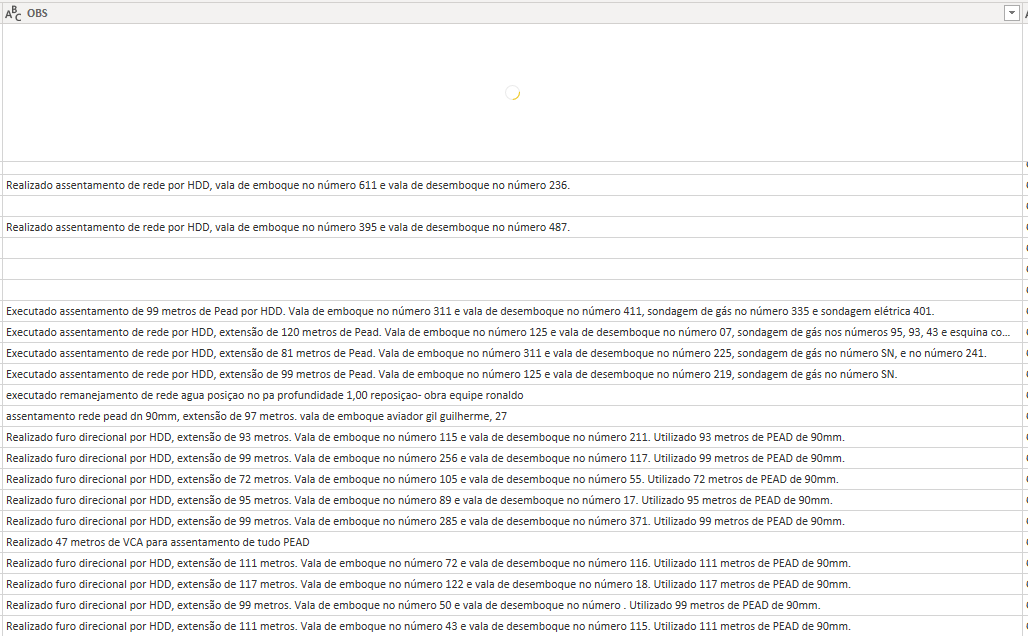 ABC OBS
Realizado assentamento de rede por HDD, vala de emboque no número 611 e vala de desemboque no número 236.
Realizado assentamento de rede por HDD, vala de emboque no número 395 e vala de desemboque no número 487.
Executado assentamento de 99 metros de Pead por HDD. Vala de emboque no número 311 e vala de desemboque no número 411, sondagem de gás no número 335 e sondagem elétrica 401.
Executado assentamento de rede por HDD, extensão de 120 metros de Pead. Vala de emboque no número 125 e vala de desemboque no número 07, sondagem de gás nos números 95, 93, 43 e esquina co...
Executado assentamento de rede por HDD, extensão de 81 metros de Pead. Vala de emboque no número 311 e vala de desemboque no número 225, sondagem de gás no número SN, e no número 241.
Executado assentamento de rede por HDD, extensão de 99 metros de Pead. Vala de emboque no número 125 e vala de desemboque no número 219, sondagem de gás no número SN.
executado remanejamento de rede agua posiçao no pa profundidade 1,00 reposiçao- obra equipe ronaldo
assentamento rede pead dn 90mm, extensão de 97 metros. vala de emboque aviador gil guilherme, 27
Realizado furo direcional por HDD, extensão de 93 metros. Vala de emboque no número 115 e vala de desemboque no número 211. Utilizado 93 metros de PEAD de 90mm.
Realizado furo direcional por HDD, extensão de 99 metros. Vala de emboque no número 256 e vala de desemboque no número 117. Utilizado 99 metros de PEAD de 90mm.
Realizado furo direcional por HDD, extensão de 72 metros. Vala de emboque no número 105 e vala de desemboque no número 55. Utilizado 72 metros de PEAD de 90mm.
Realizado furo direcional por HDD, extensão de 95 metros. Vala de emboque no número 89 e vala de desemboque no número 17. Utilizado 95 metros de PEAD de 90mm.
Realizado furo direcional por HDD, extensão de 99 metros. Vala de emboque no número 285 e vala de desemboque no número 371. Utilizado 99 metros de PEAD de 90mm.
Realizado 47 metros de VCA para assentamento de tudo PEAD
Realizado furo direcional por HDD, extensão de 111 metros. Vala de emboque no número 72 e vala de desemboque no número 116. Utilizado 111 metros de PEAD de 90mm.
Realizado furo direcional por HDD, extensão de 117 metros. Vala de emboque no número 122 e vala de desemboque no número 18. Utilizado 117 metros de PEAD de 90mm.
Realizado furo direcional por HDD, extensão de 99 metros. Vala de emboque no número 50 e vala de desemboque no número . Utilizado 99 metros de PEAD de 90mm.
Realizado furo direcional por HDD, extensão de 111 metros. Vala de emboque no número 43 e vala de desemboque no número 115. Utilizado 111 metros de PEAD de 90mm.